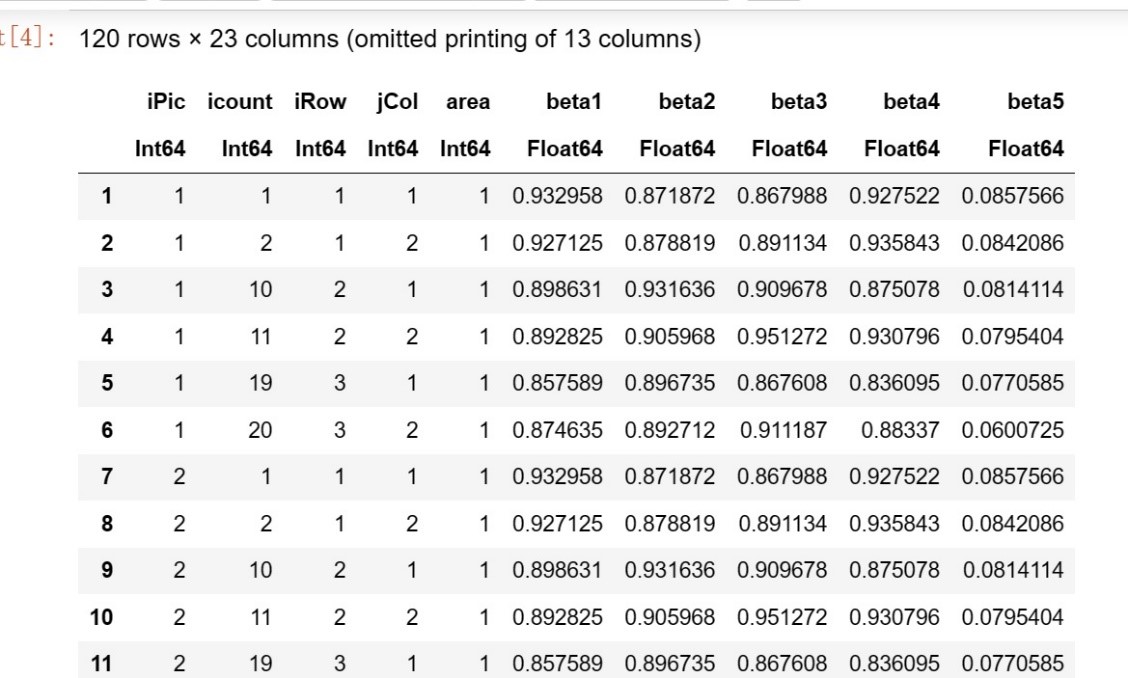 t[4]: 120 rows × 23 columns (omitted printing of 13 columns)
iPic icount iRow jCol area beta1 beta2 beta3 beta4 beta5
Int64 Int64 Int64 Int64 Int64 Float64 Float64 Float64 Float64 Float64
1 1 1 1 1 1 0.932958 0.871872 0.867988 0.927522 0.0857566
2 1 2 1 2 1 0.927125 0.878819 0.891134 0.935843 0.0842086
3 1 10 2 1 1 0.898631 0.931636 0.909678 0.875078 0.0814114
4 1 11 2 2 1 0.892825 0.905968 0.951272 0.930796 0.0795404
5 1 19 3 1 1 0.857589 0.896735 0.867608 0.836095 0.0770585
6 1 20 3 2 1 0.874635 0.892712 0.911187 0.88337 0.0600725
7 2 1 1 1 1 0.932958 0.871872 0.867988 0.927522 0.0857566
8 2 2 1 2 1 0.927125 0.878819 0.891134 0.935843 0.0842086
9 2 10 2 1 1 0.898631 0.931636 0.909678 0.875078 0.0814114
10 2 11 2 2 1 0.892825 0.905968 0.951272 0.930796 0.0795404
11 2 19 3 1 1 0.857589 0.896735 0.867608 0.836095 0.0770585